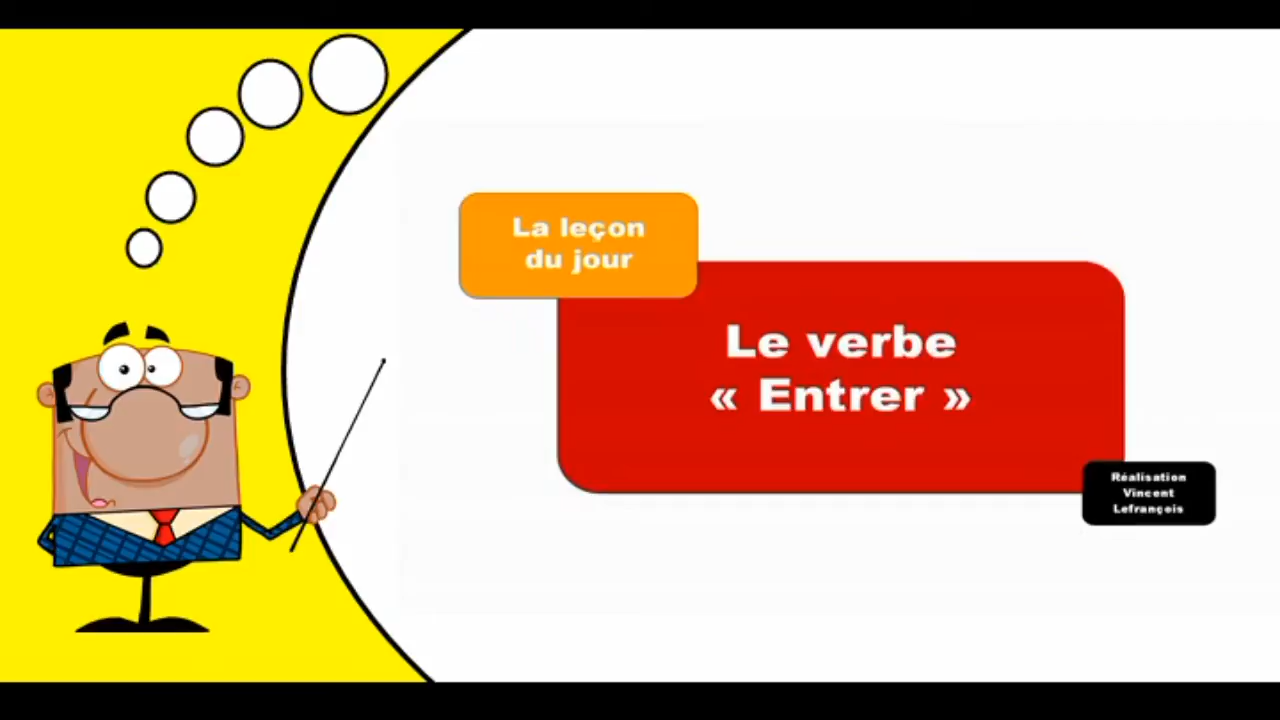 La leçon
du jour
Le verbe
« Entrer »
Réalisation
Vincent
Lefrançois